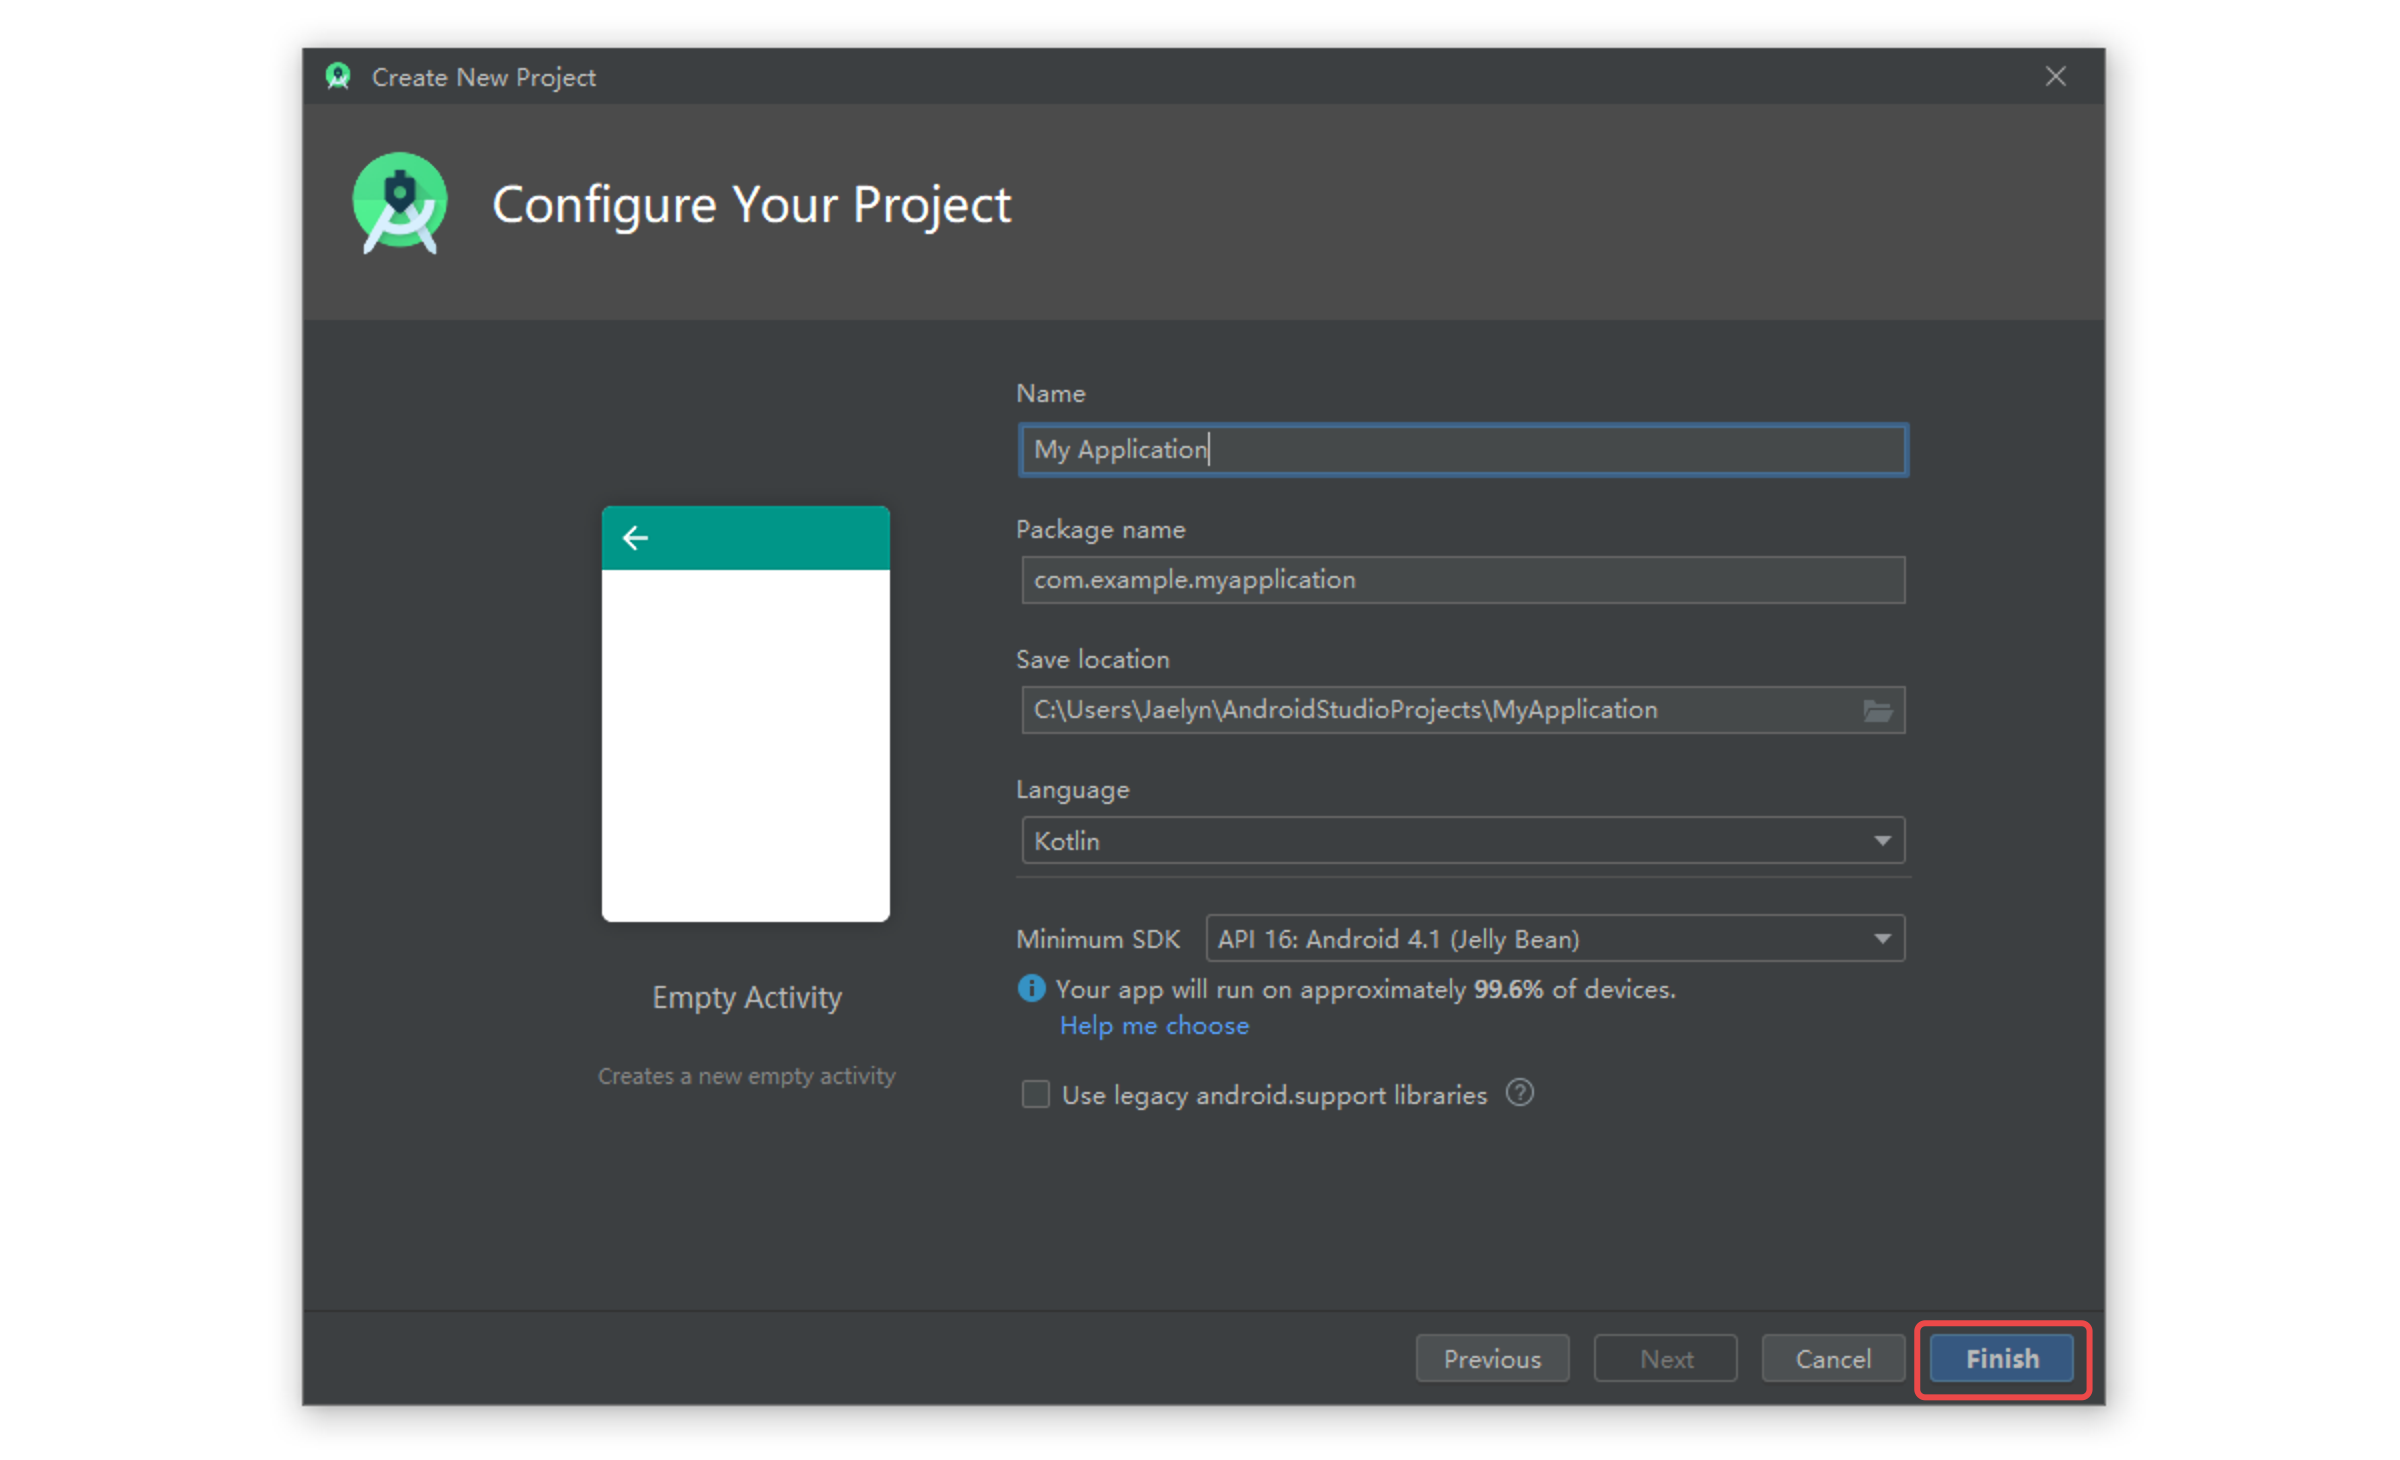 Create New Project
Configure Your Project
Name
My Application
Package name
com.example.myapplication
Save location
C:\Users\Jaelyn\AndroidStudioProjects\MyApplication
Language
Kotlin
Minimum SDK API 16: Android 4.1 (Jelly Bean)
Your app will run on approximately 99.6% of devices.
Help me choose
Use legacy android.support libraries ?
Empty Activity
Creates a new empty activity
Previous Next Cancel Finish